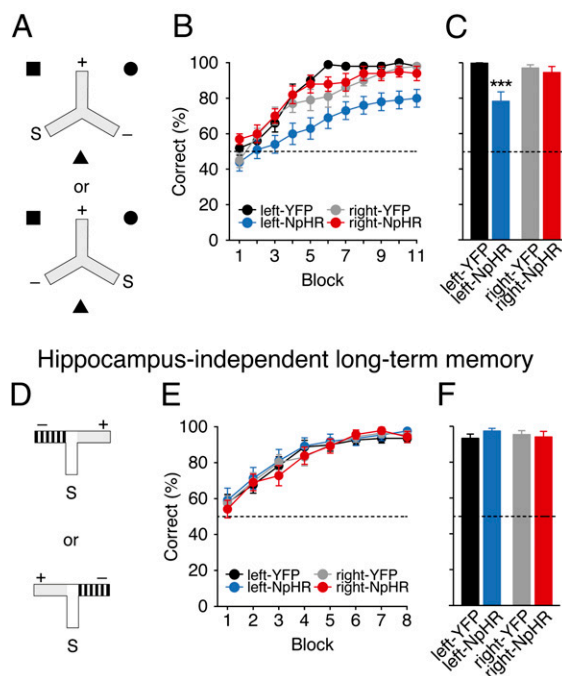 A
+
S
–
or
+
–
S
B
Correct (%)
100
80
60
40
20
0
left-YFP
right-YFP
left-NpHR
right-NpHR
1
3
5
7
9
11
Block
C
***
left-YFP
left-NpHR
right-YFP
right-NpHR
Hippocampus-independent long-term memory
D
–
+
S
or
+
–
S
E
Correct (%)
100
80
60
40
20
0
left-YFP
right-YFP
left-NpHR
right-NpHR
1
2
3
4
5
6
7
8
Block
F
left-YFP
left-NpHR
right-YFP
right-NpHR